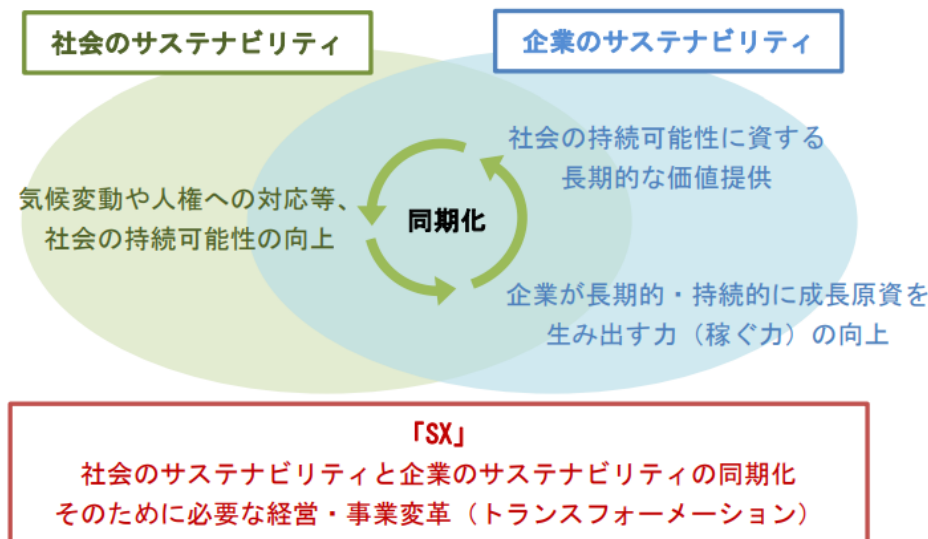 社会のサステナビリティ
企業のサステナビリティ
社会の持続可能性に資する
長期的な価値提供
気候変動や人権への対応等、
社会の持続可能性の向上
同期化
企業が長期的・持続的に成長原資を
生み出す力（稼ぐ力）の向上
「SX」
社会のサステナビリティと企業のサステナビリティの同期化
そのために必要な経営・事業変革（トランスフォーメーション）